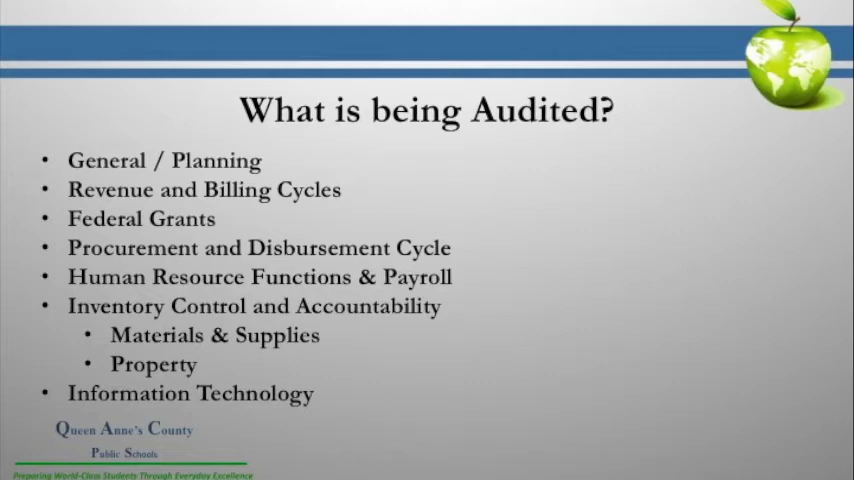 What is being Audited?
• General / Planning
• Revenue and Billing Cycles
• Federal Grants
• Procurement and Disbursement Cycle
• Human Resource Functions & Payroll
• Inventory Control and Accountability
• Materials & Supplies
• Property
• Information Technology
Queen Anne's County
Public Schools
Preparing World-Class Students Through Everyday Excellence